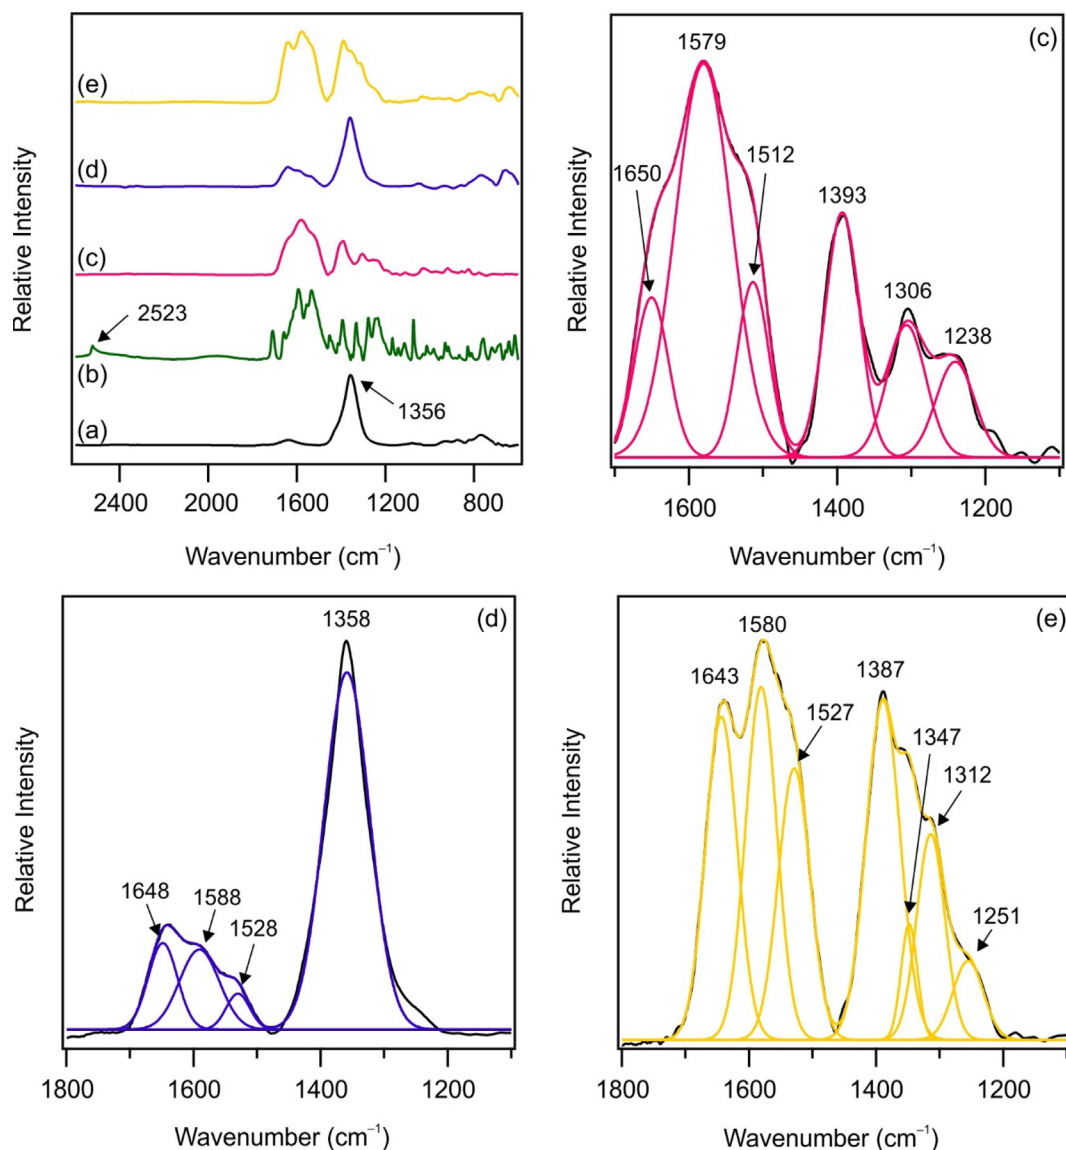 (e)
(d)
(c)
2523
(b)
1356
(a)
2400 2000 1600 1200 800
Wavenumber (cm⁻¹)
Relative Intensity
(c)
1579
1650
1512
1393
1306
1238
1600 1400 1200
Wavenumber (cm⁻¹)
Relative Intensity
(d)
1358
1648
1588
1528
1800 1600 1400 1200
Wavenumber (cm⁻¹)
Relative Intensity
(e)
1580
1643
1387
1527
1347
1312
1251
1800 1600 1400 1200
Wavenumber (cm⁻¹)
Relative Intensity